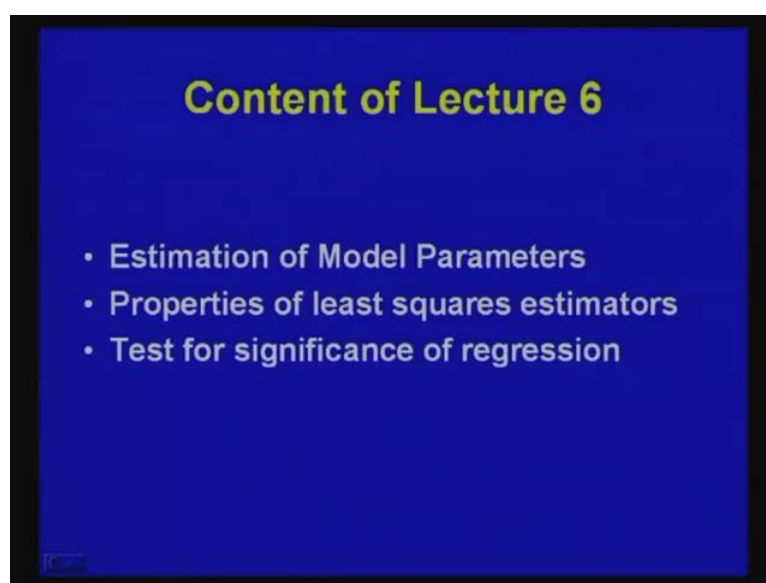 Content of Lecture 6
• Estimation of Model Parameters
• Properties of least squares estimators
• Test for significance of regression